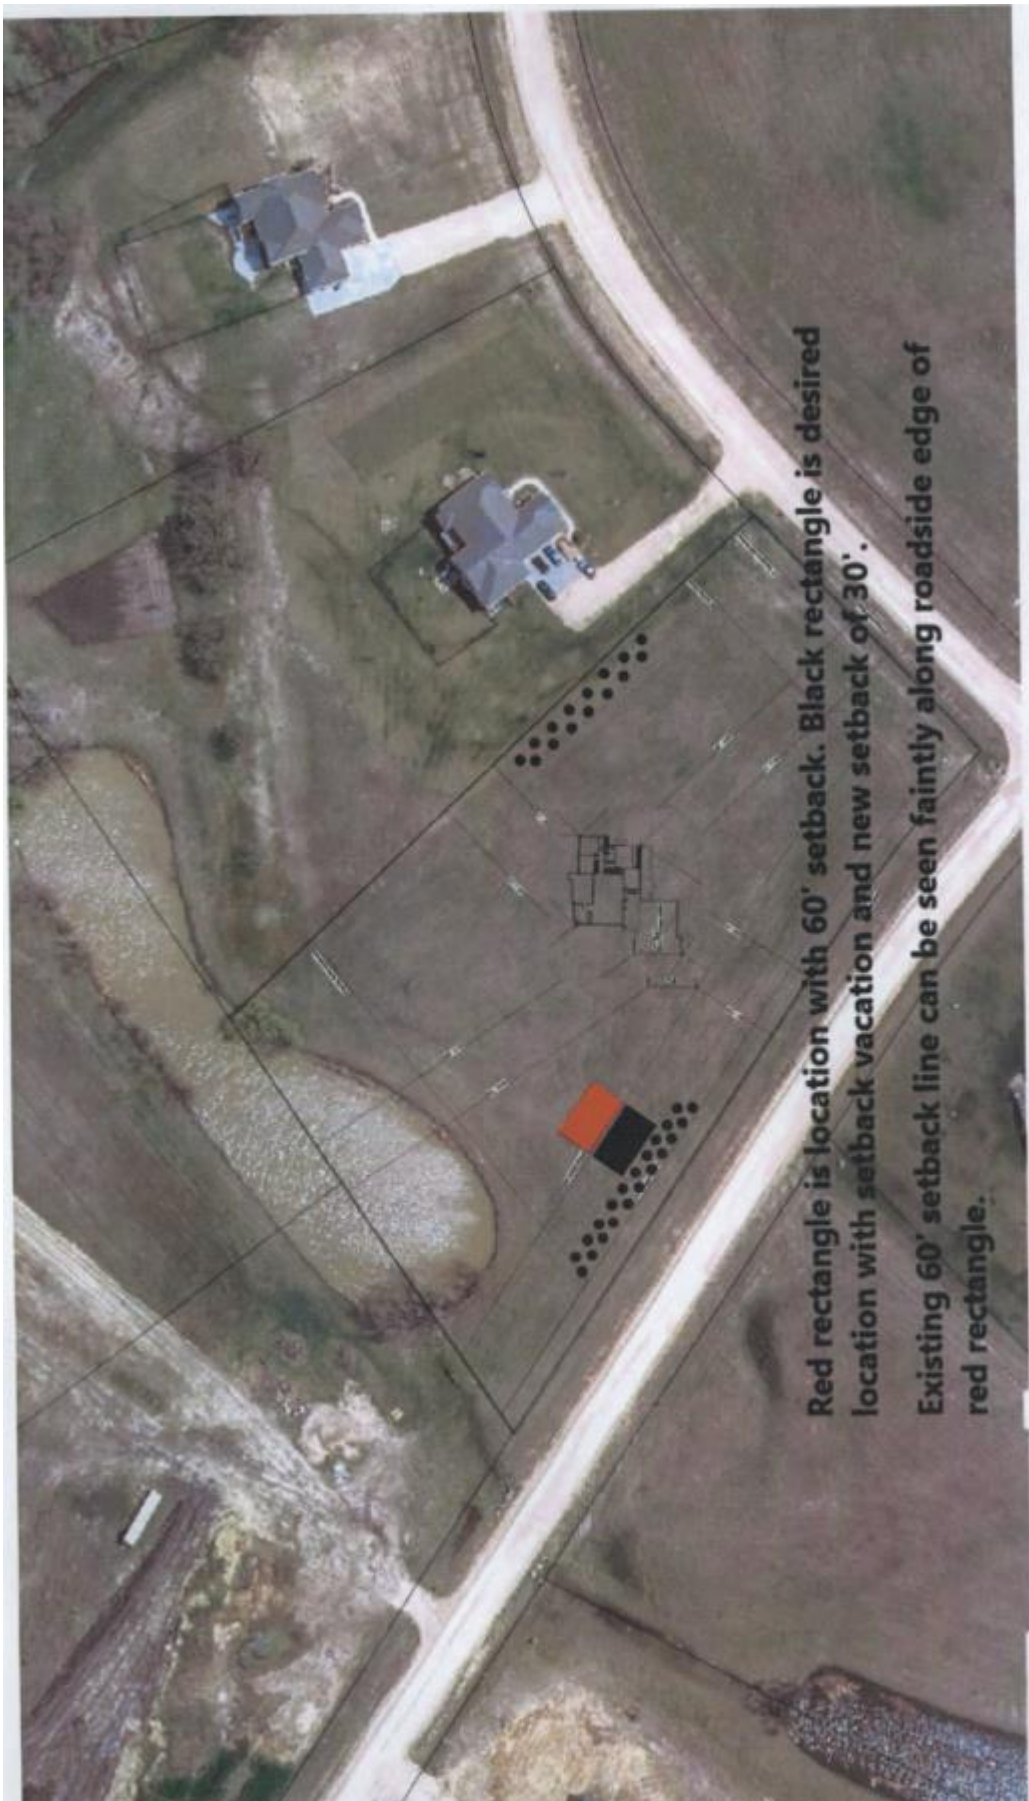 Red rectangle is location with 60' setback. Black rectangle is desired
location with setback vacation and new setback of 30'.
Existing 60' setback line can be seen faintly along roadside edge of
red rectangle.